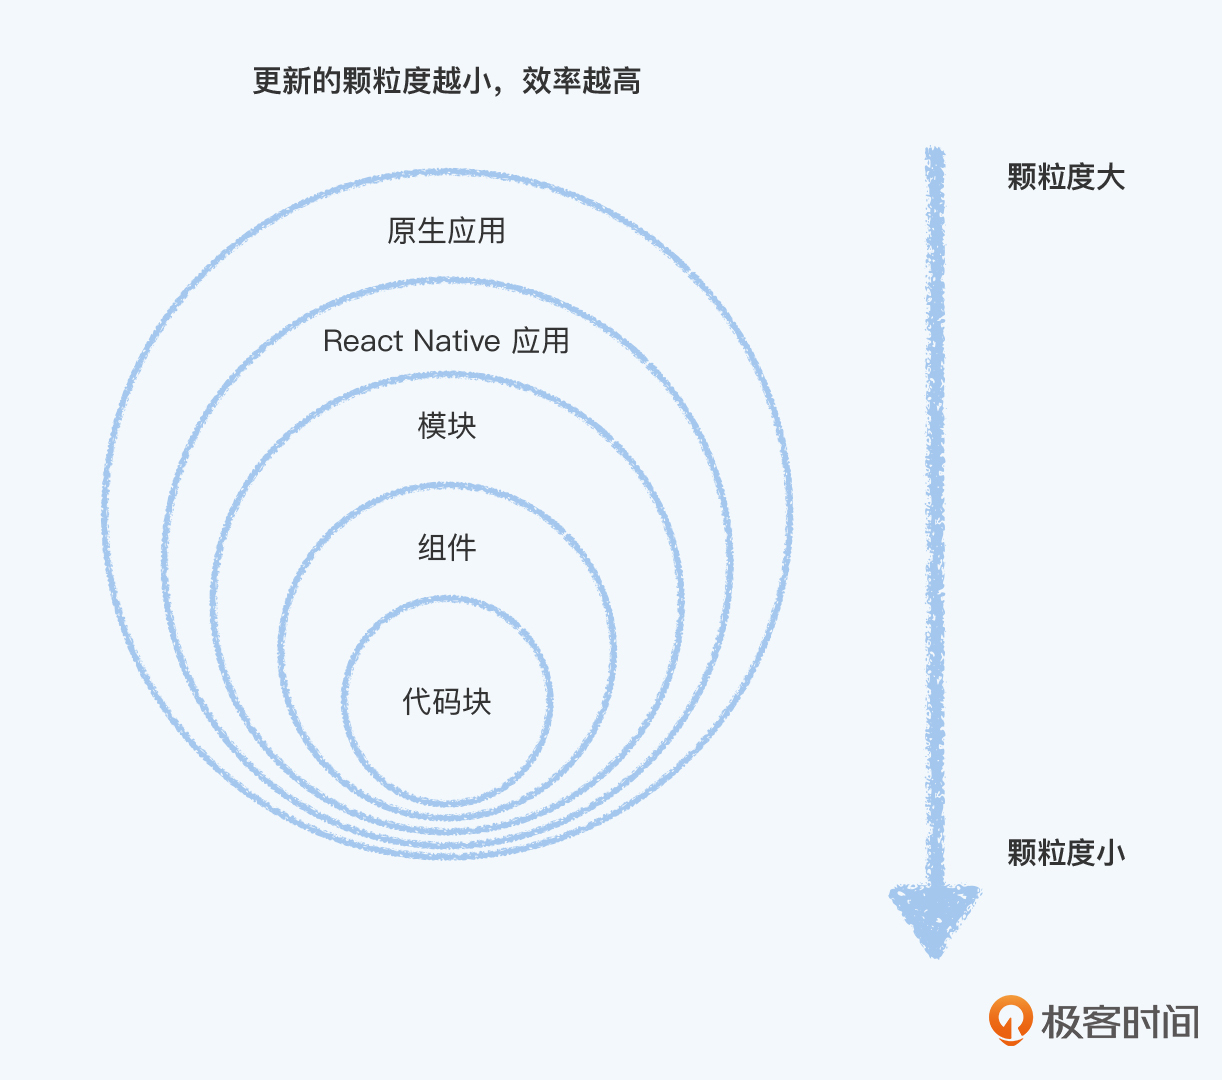 更新的颗粒度越小，效率越高
颗粒度大
原生应用
React Native 应用
模块
组件
代码块
颗粒度小
极客时间